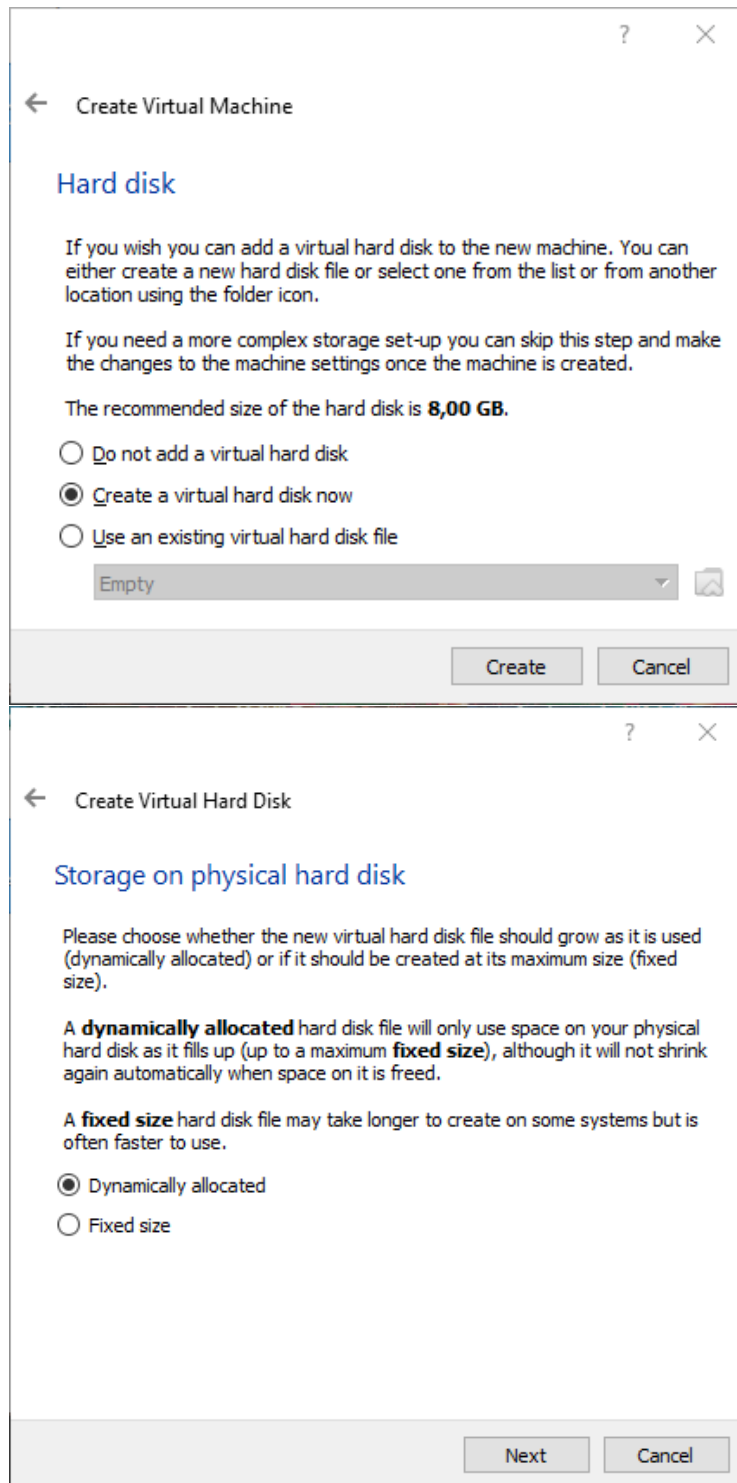 ?
Create Virtual Machine
Hard disk
If you wish you can add a virtual hard disk to the new machine. You can
either create a new hard disk file or select one from the list or from another
location using the folder icon.
If you need a more complex storage set-up you can skip this step and make
the changes to the machine settings once the machine is created.
The recommended size of the hard disk is 8,00 GB.
Do not add a virtual hard disk
Create a virtual hard disk now
Use an existing virtual hard disk file
Empty
Create Cancel
?
Create Virtual Hard Disk
Storage on physical hard disk
Please choose whether the new virtual hard disk file should grow as it is used
(dynamically allocated) or if it should be created at its maximum size (fixed
size).
A dynamically allocated hard disk file will only use space on your physical
hard disk as it fills up (up to a maximum fixed size), although it will not shrink
again automatically when space on it is freed.
A fixed size hard disk file may take longer to create on some systems but is
often faster to use.
Dynamically allocated
Fixed size
Next Cancel